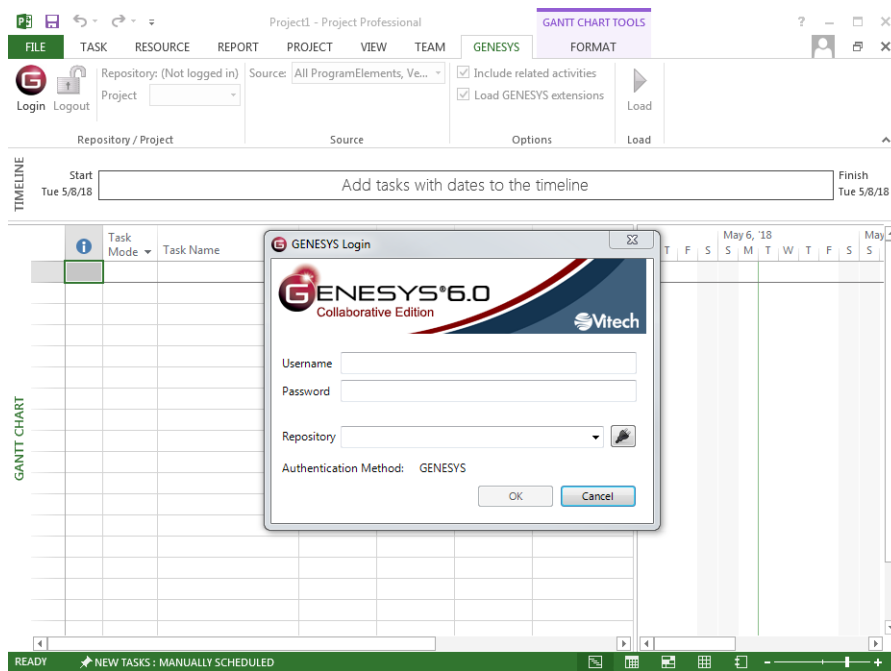 Project1 - Project Professional
GANTT CHART TOOLS
FILE TASK RESOURCE REPORT PROJECT VIEW TEAM GENESYS FORMAT
Login
Logout
Repository: (Not logged in)
Project
Repository / Project
Source: All ProgramElements, Ve...
Source
Include related activities
Load GENESYS extensions
Options
Load
Load
TIMELINE
Start
Tue 5/8/18
Add tasks with dates to the timeline
Finish
Tue 5/8/18
GANTT CHART
Task
Mode
Task Name
May 6, '18
May
T F S S M T W T F S S
GENESYS Login
GENESYS® 6.0
Collaborative Edition
Vitech
Username
Password
Repository
Authentication Method: GENESYS
OK
Cancel
READY
NEW TASKS : MANUALLY SCHEDULED